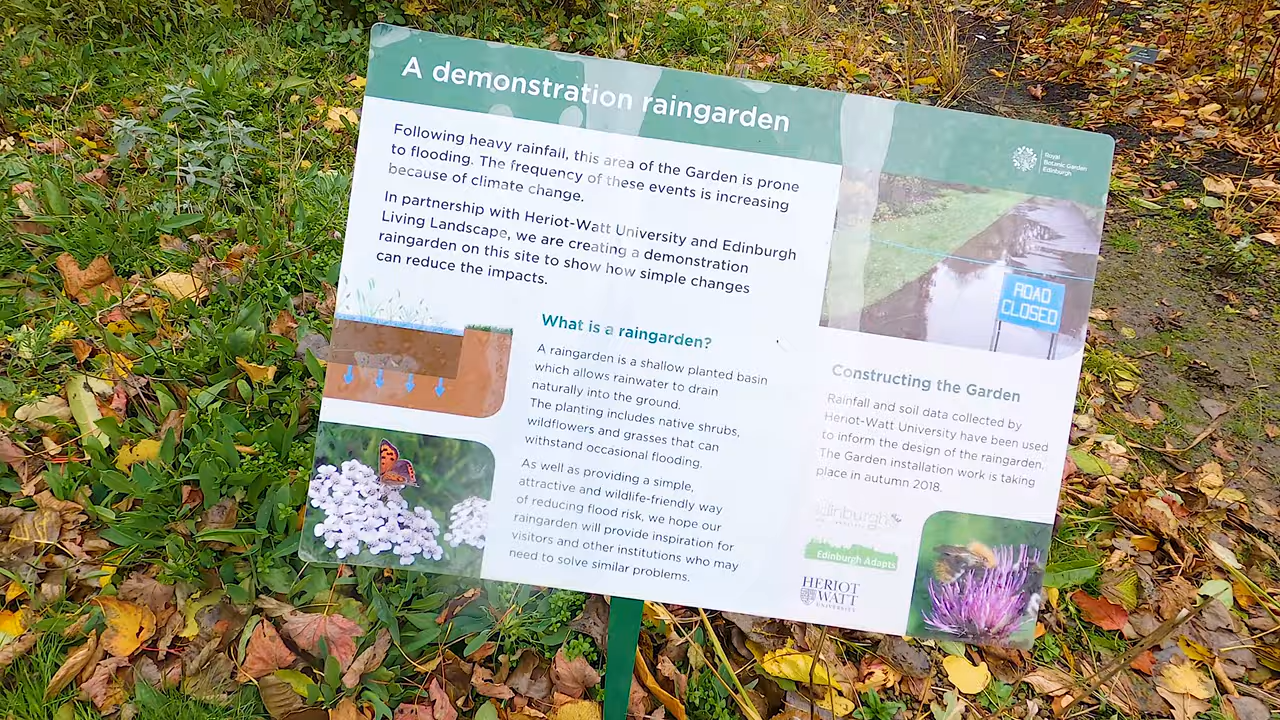 A demonstration raingarden
Royal
Botanic Garden
Edinburgh
Following heavy rainfall, this area of the Garden is prone
to flooding. The frequency of these events is increasing
because of climate change.
In partnership with Heriot-Watt University and Edinburgh
Living Landscape, we are creating a demonstration
raingarden on this site to show how simple changes
can reduce the impacts.
ROAD
CLOSED
What is a raingarden?
A raingarden is a shallow planted basin
which allows rainwater to drain
naturally into the ground.
The planting includes native shrubs,
wildflowers and grasses that can
withstand occasional flooding.
As well as providing a simple,
attractive and wildlife-friendly way
of reducing flood risk, we hope our
raingarden will provide inspiration for
visitors and other institutions who may
need to solve similar problems.
Constructing the Garden
Rainfall and soil data collected by
Heriot-Watt University have been used
to inform the design of the raingarden.
The Garden installation work is taking
place in autumn 2018.
edinburgh
Edinburgh Adapts
HERIOT
WATT
UNIVERSITY